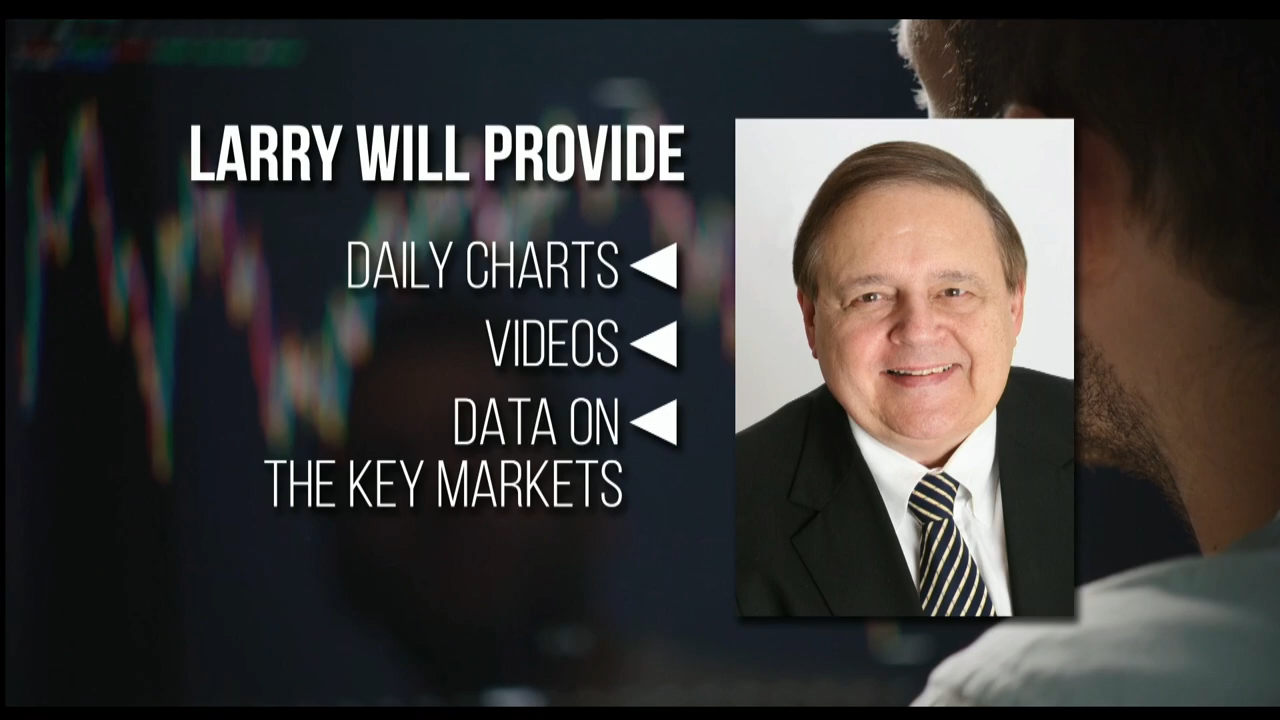 LARRY WILL PROVIDE
DAILY CHARTS
VIDEOS
DATA ON
THE KEY MARKETS